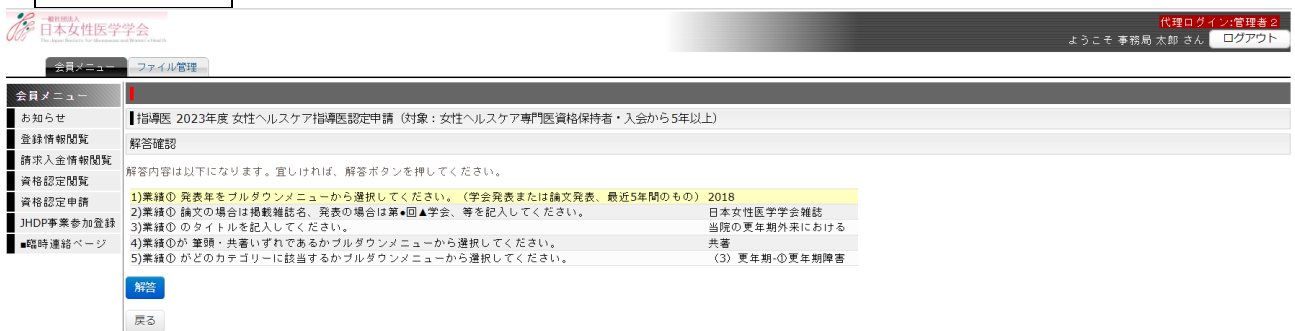 一般社団法人
日本女性医学学会
The Japan Society for Menopause and Women's Health
代理ログイン:管理者2
ようこそ 事務局 太郎 さん ログアウト
会員メニュー ファイル管理
会員メニュー
お知らせ
登録情報閲覧
請求入金情報閲覧
資格認定閲覧
資格認定申請
JHDP事業参加登録
■臨時連絡ページ
指導医 2023年度 女性ヘルスケア指導医認定申請（対象：女性ヘルスケア専門医資格保持者・入会から5年以上）
解答確認
解答内容は以下になります。宜しければ、解答ボタンを押してください。
1)業績① 発表年をプルダウンメニューから選択してください。（学会発表または論文発表、最近5年間のもの） 2018
2)業績① 論文の場合は掲載雑誌名、発表の場合は第●回▲学会、等を記入してください。 日本女性医学学会雑誌
3)業績① のタイトルを記入してください。 当院の更年期外来における
4)業績①が 筆頭・共著いずれであるかプルダウンメニューから選択してください。 共著
5)業績① がどのカテゴリーに該当するかプルダウンメニューから選択してください。 （3）更年期-①更年期障害
解答
戻る